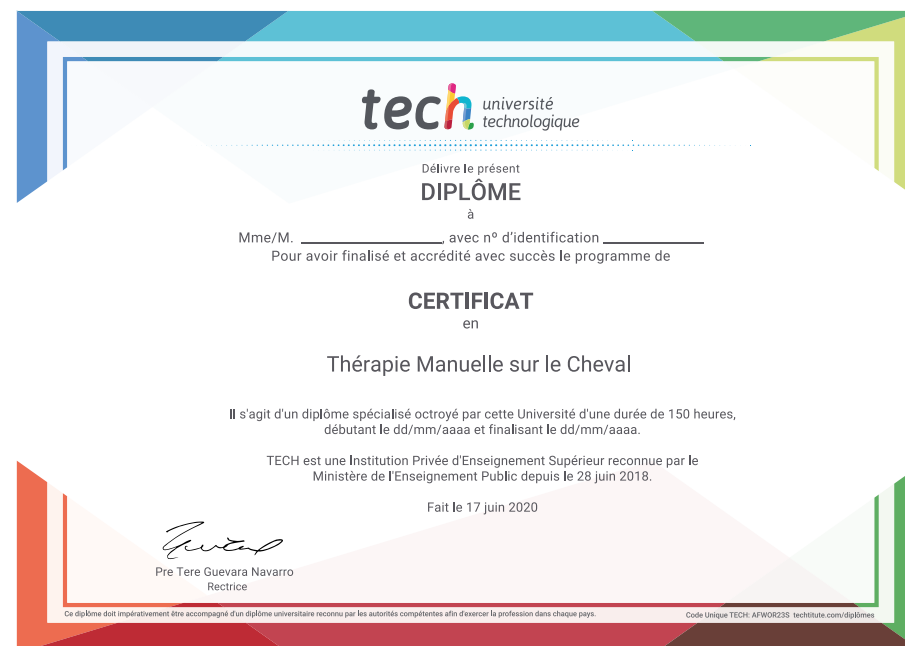 tech université
technologique
Délivre le présent
DIPLÔME
à
Mme/M. ____________________, avec nº d'identification ______________
Pour avoir finalisé et accrédité avec succès le programme de
CERTIFICAT
en
Thérapie Manuelle sur le Cheval
Il s'agit d'un diplôme spécialisé octroyé par cette Université d'une durée de 150 heures,
débutant le dd/mm/aaaa et finalisant le dd/mm/aaaa.
TECH est une Institution Privée d'Enseignement Supérieur reconnue par le
Ministère de l'Enseignement Public depuis le 28 juin 2018.
Fait le 17 juin 2020
Pre Tere Guevara Navarro
Rectrice
Ce diplôme doit impérativement être accompagné d'un diplôme universitaire reconnu par les autorités compétentes afin d'exercer la profession dans chaque pays.
Code Unique TECH: AFWOR23S techtitute.com/diplômes